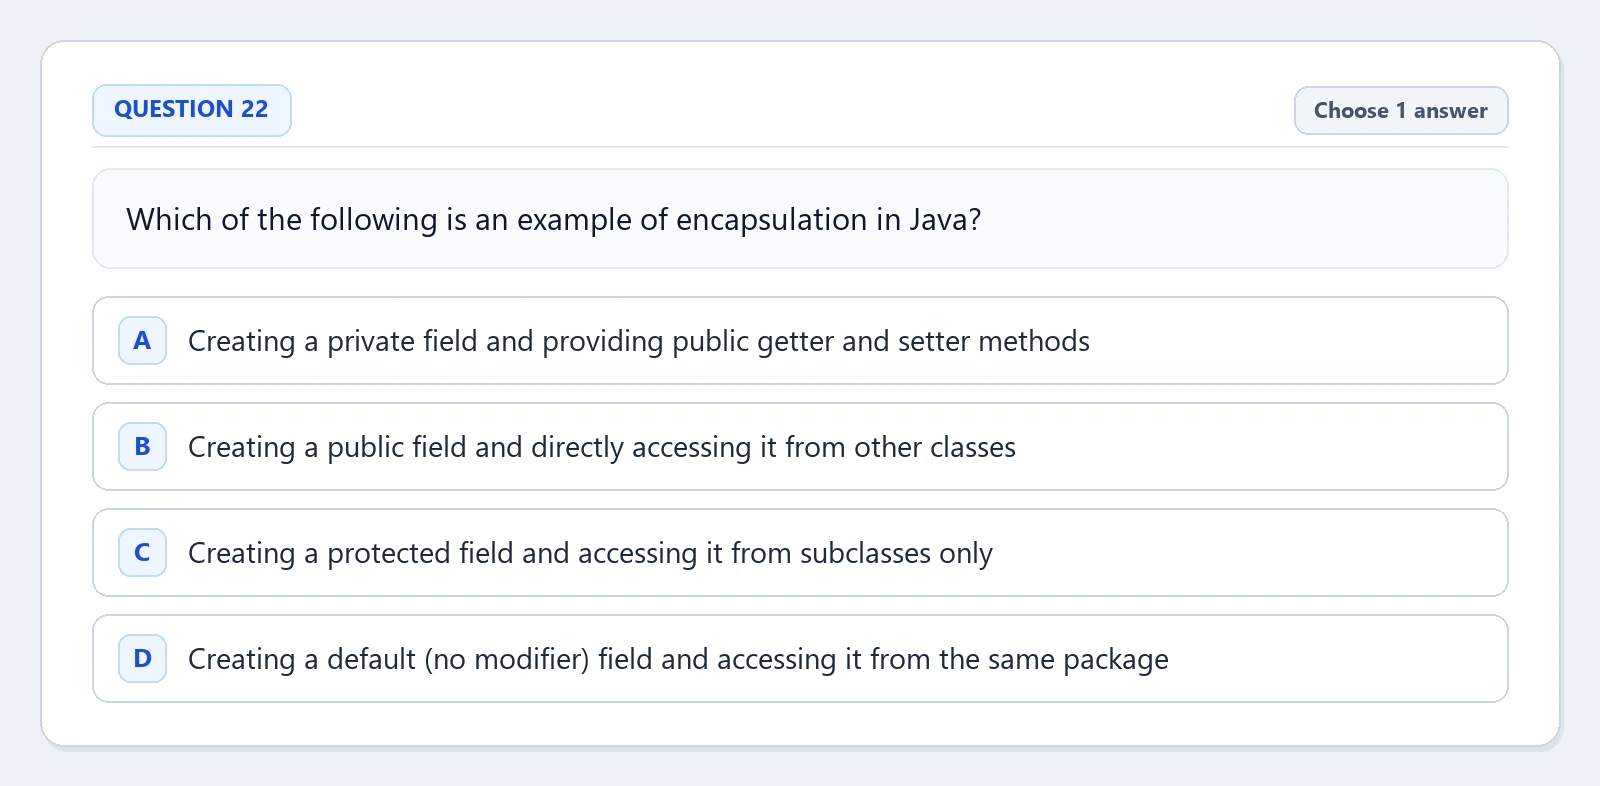 QUESTION 22
Choose 1 answer
Which of the following is an example of encapsulation in Java?
A Creating a private field and providing public getter and setter methods
B Creating a public field and directly accessing it from other classes
C Creating a protected field and accessing it from subclasses only
D Creating a default (no modifier) field and accessing it from the same package